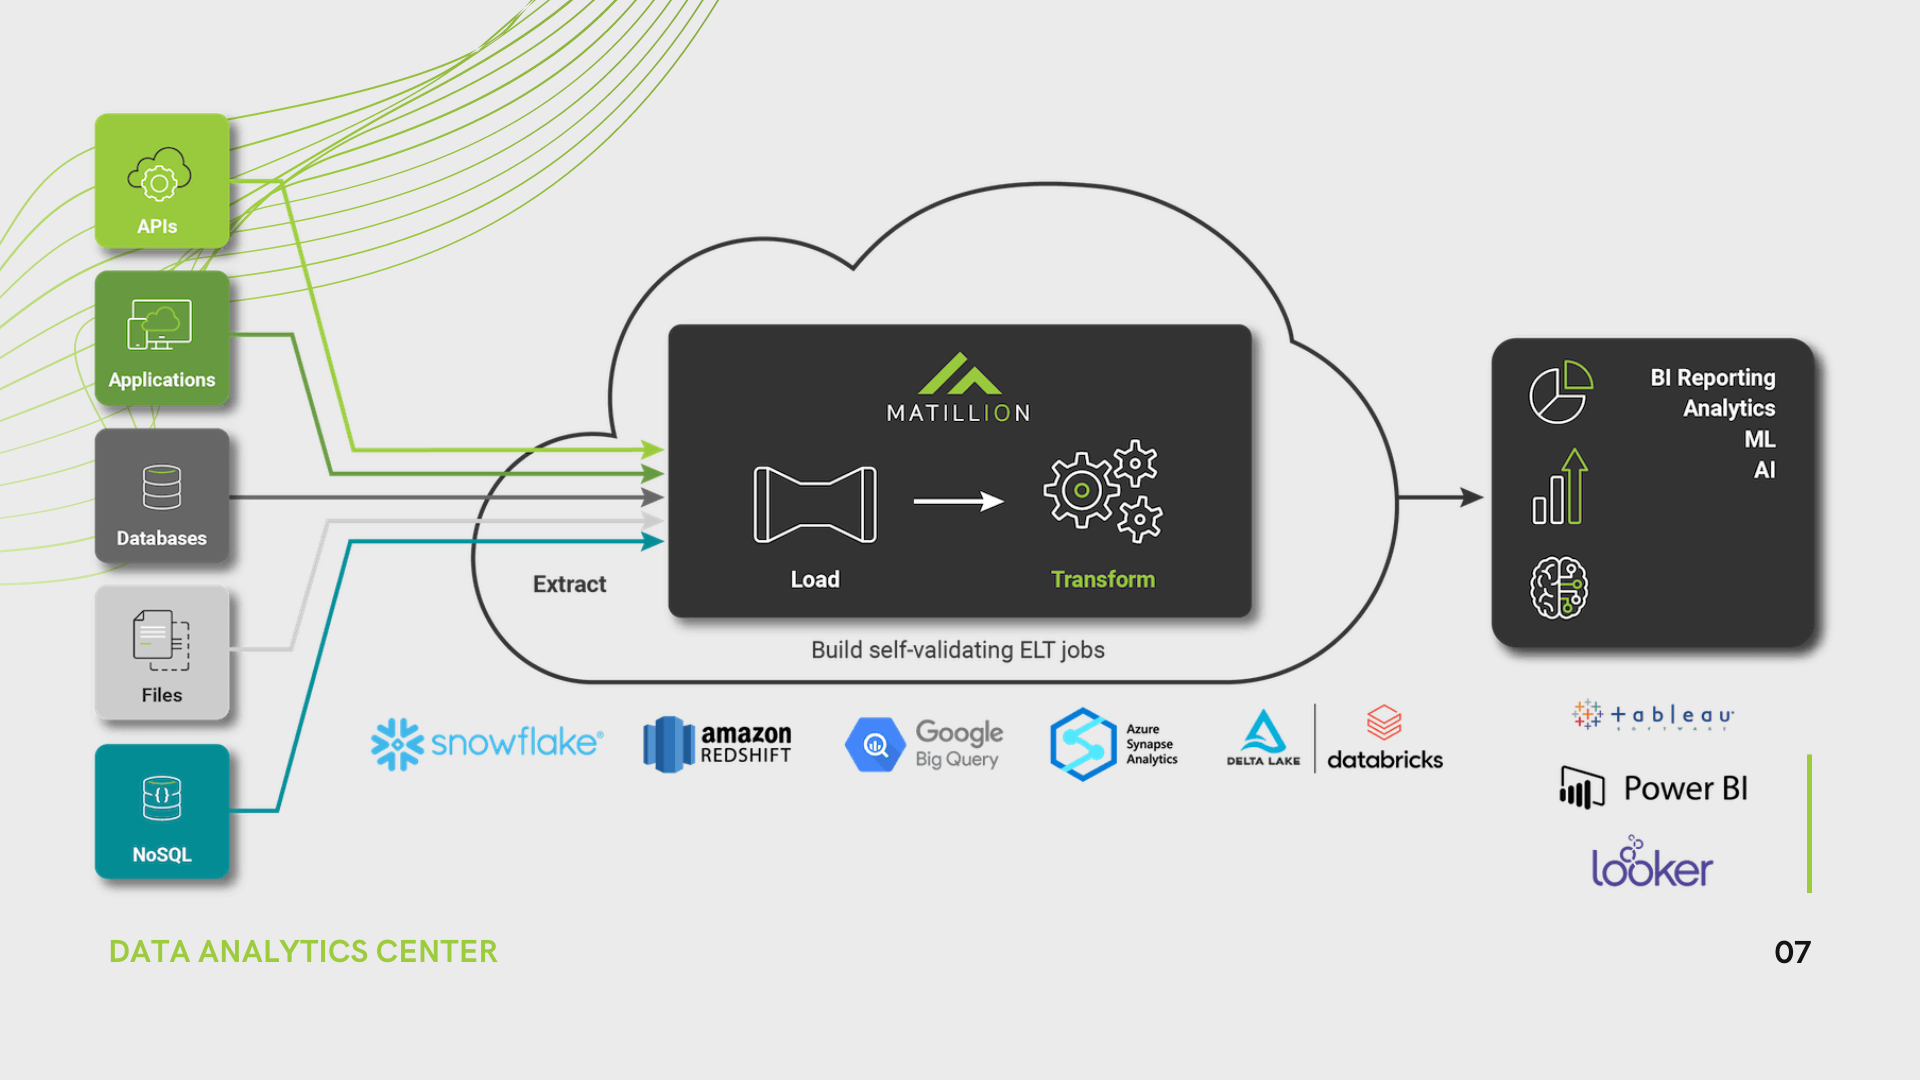 APIs
Applications
Databases
Files
NoSQL
Extract
MATILLION
Load
Transform
Build self-validating ELT jobs
BI Reporting
Analytics
ML
AI
snowflake®
amazon
REDSHIFT
Google
Big Query
Azure
Synapse
Analytics
DELTA LAKE
databricks
+ableau
SOFTWARE
Power BI
looker
DATA ANALYTICS CENTER
07